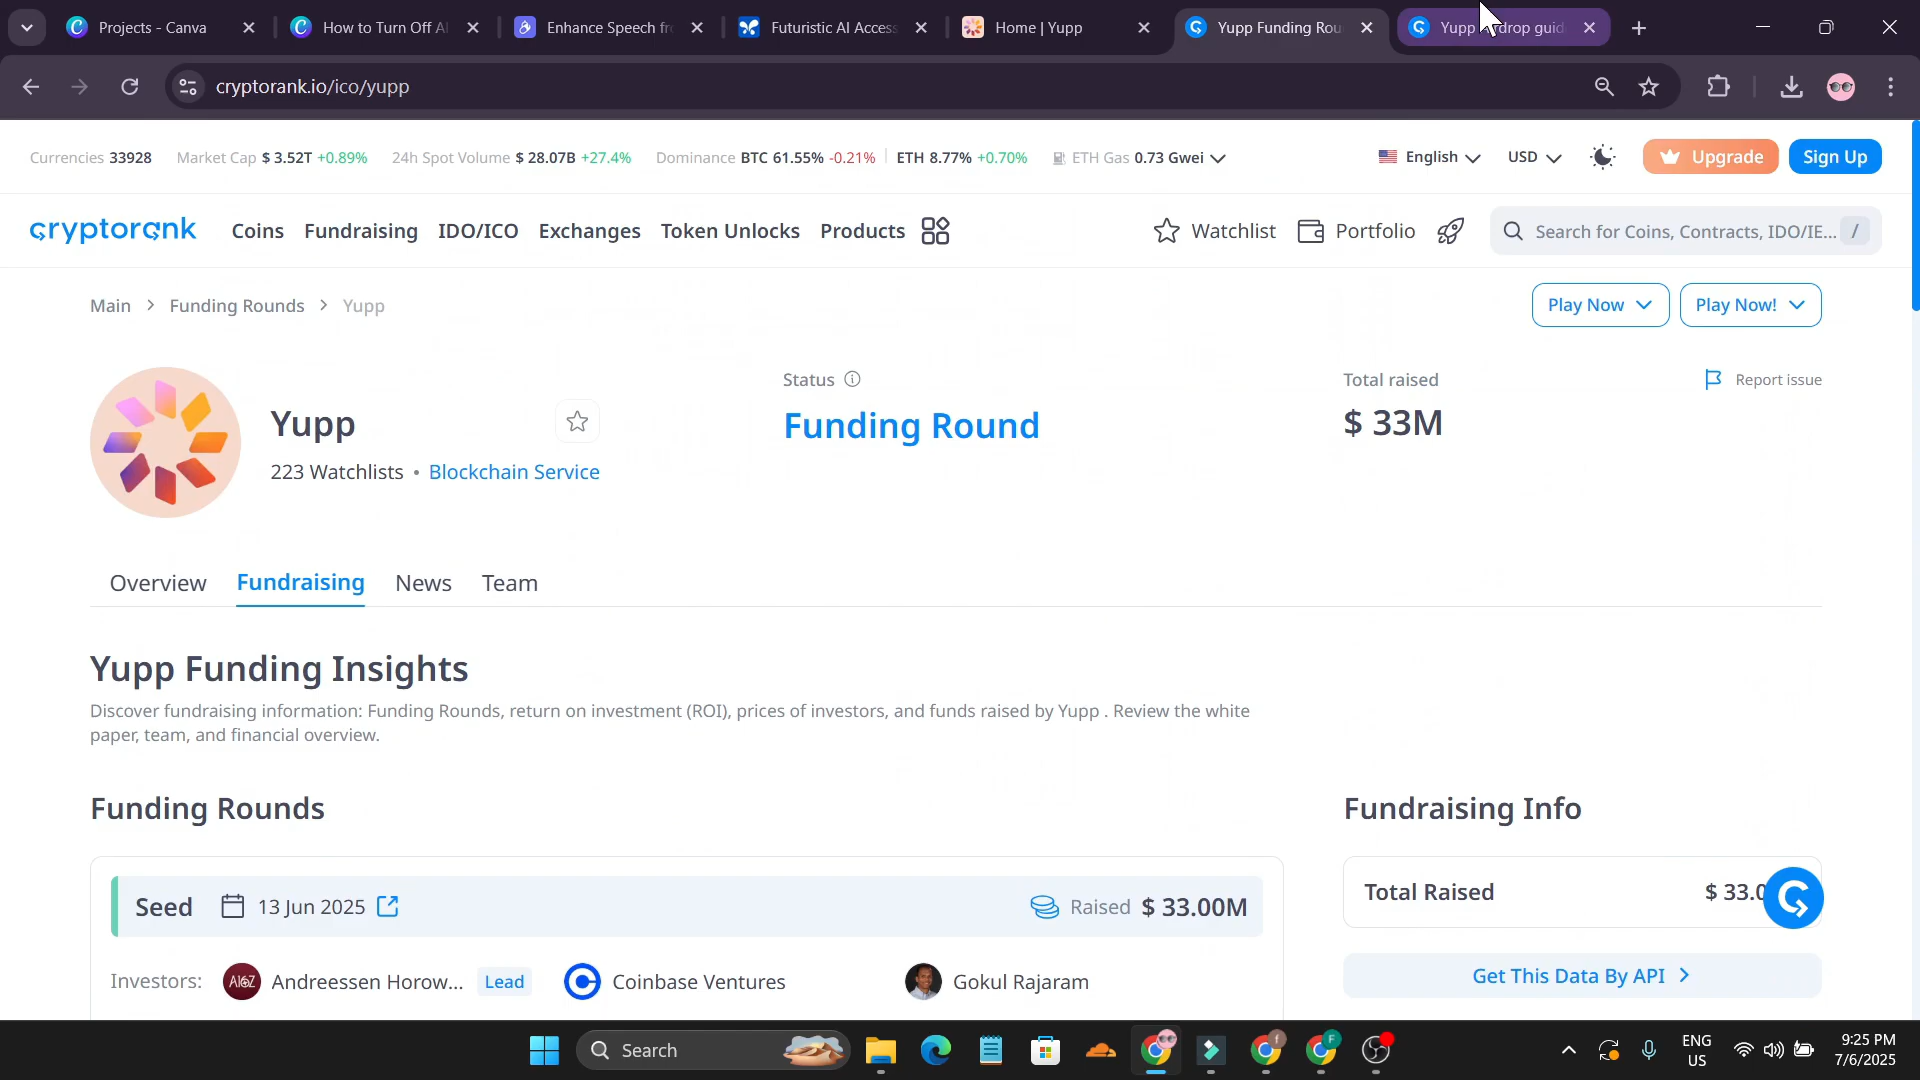 Projects - Canva
How to Turn Off AI
Enhance Speech fr
Futuristic AI Acces
Home | Yupp
Yupp Funding Rou
cryptorank.io/ico/yupp
Currencies 33928 Market Cap $ 3.52T +0.89% 24h Spot Volume $ 28.07B +27.4% Dominance BTC 61.55% -0.21% ETH 8.77% +0.70% ETH Gas 0.73 Gwei
English USD Upgrade Sign Up
cryptorank Coins Fundraising IDO/ICO Exchanges Token Unlocks Products Watchlist Portfolio Search for Coins, Contracts, IDO/IE... /
Main > Funding Rounds > Yupp
Play Now Play Now!
Status Total raised Report issue
Yupp Funding Round $ 33M
223 Watchlists • Blockchain Service
Overview Fundraising News Team
Yupp Funding Insights
Discover fundraising information: Funding Rounds, return on investment (ROI), prices of investors, and funds raised by Yupp . Review the white
paper, team, and financial overview.
Funding Rounds Fundraising Info
Seed 13 Jun 2025 Raised $ 33.00M
Total Raised $ 33.0
Investors: Andreessen Horow... Lead Coinbase Ventures Gokul Rajaram
Get This Data By API >
Search
ENG
US
9:25 PM
7/6/2025